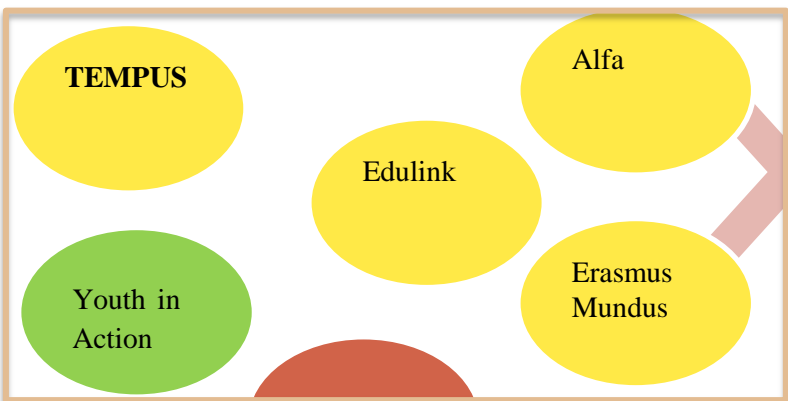 TEMPUS
Alfa
Edulink
Erasmus
Mundus
Youth in
Action